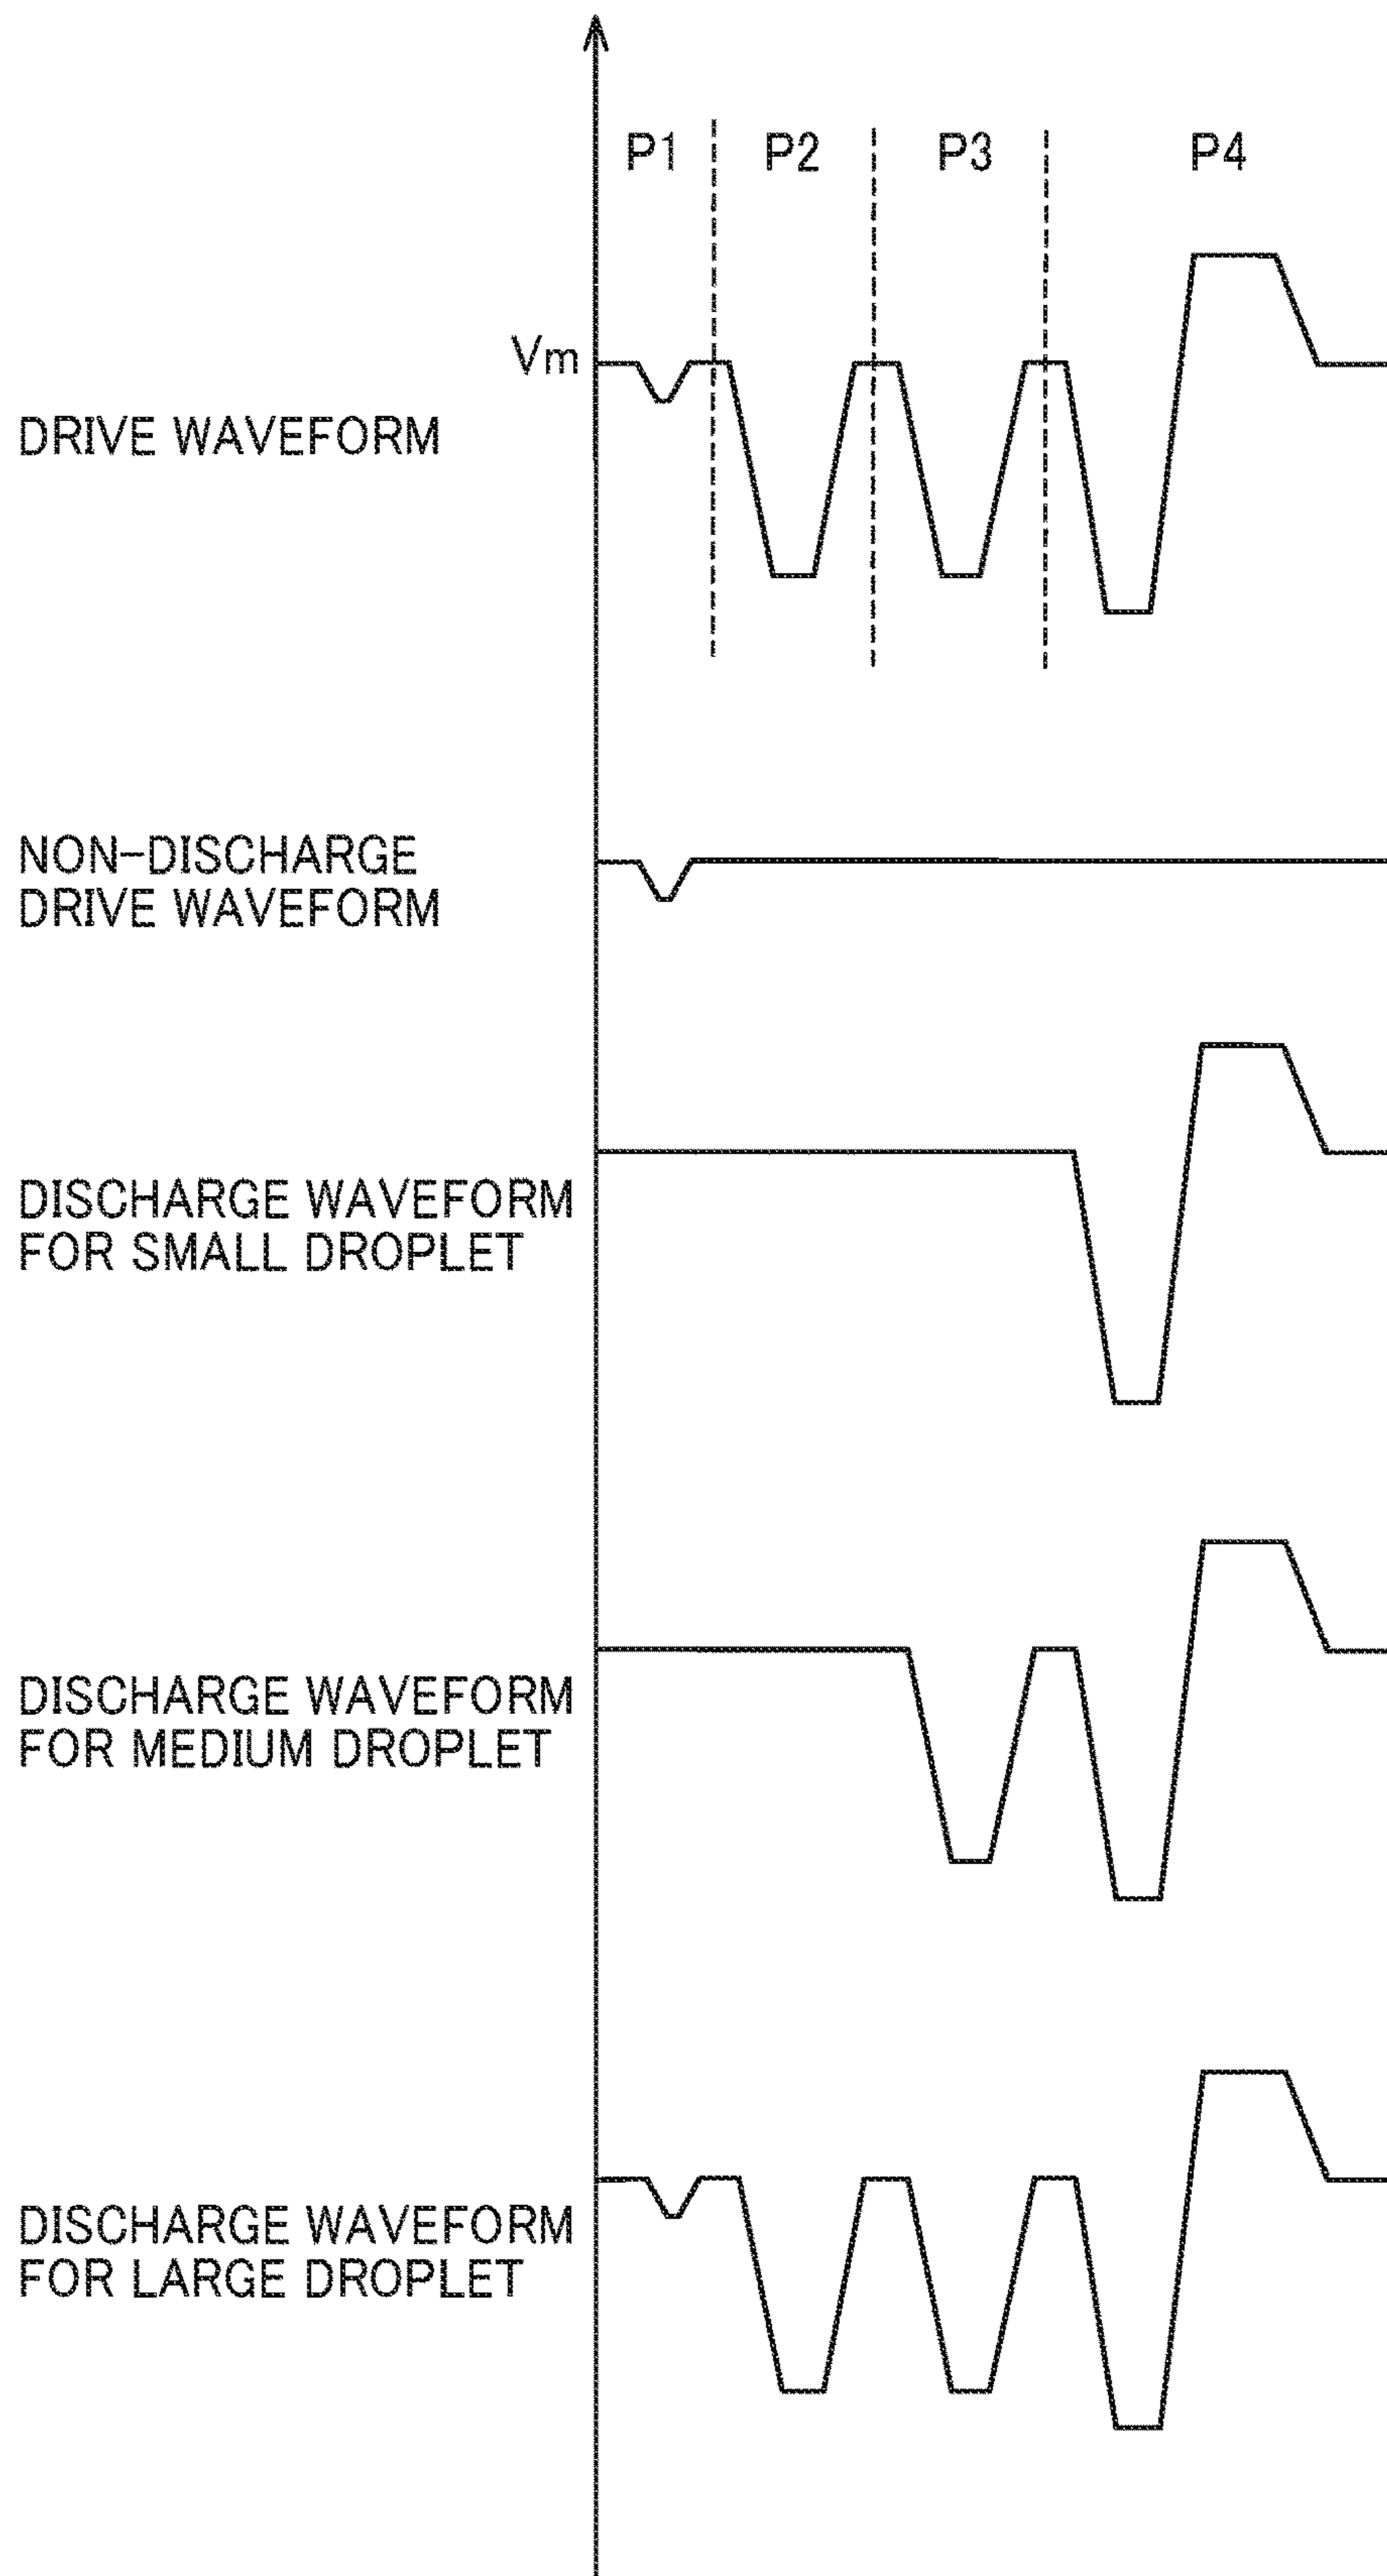 P1
P2
P3
P4
Vm
DRIVE WAVEFORM
NON-DISCHARGE
DRIVE WAVEFORM
DISCHARGE WAVEFORM
FOR SMALL DROPLET
DISCHARGE WAVEFORM
FOR MEDIUM DROPLET
DISCHARGE WAVEFORM
FOR LARGE DROPLET